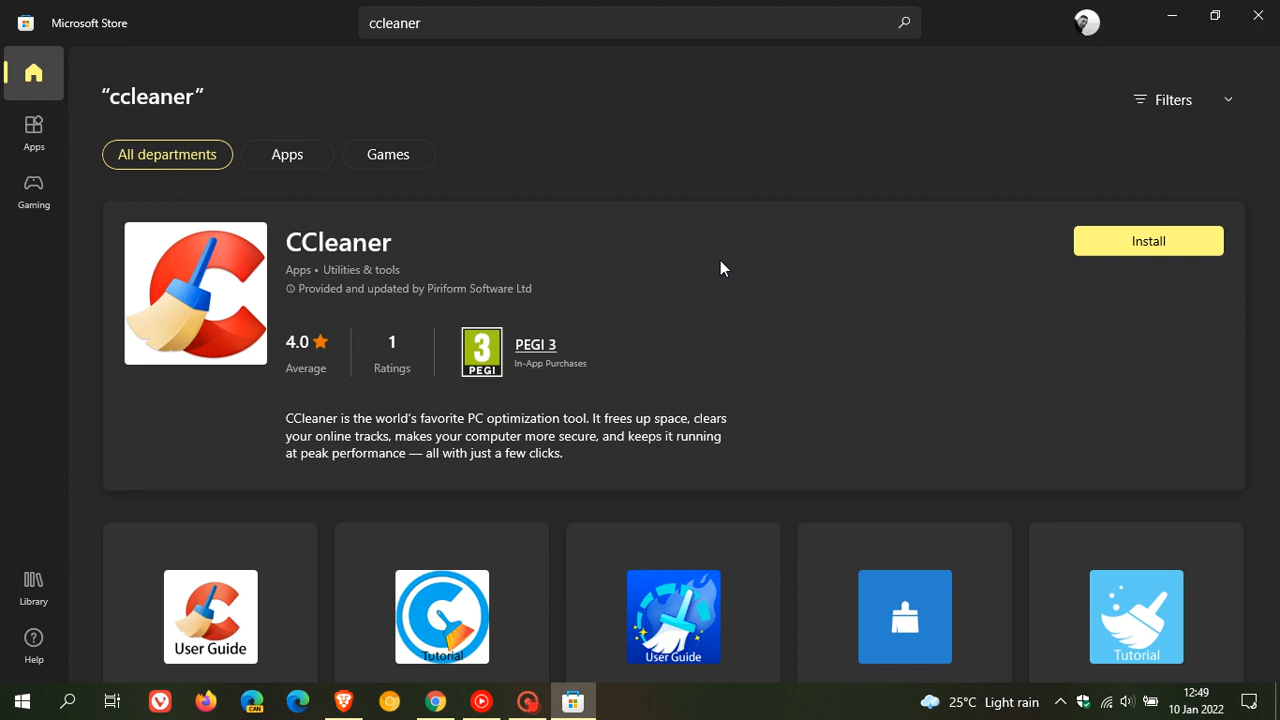 Microsoft Store
ccleaner
Apps
Gaming
Library
Help
“ccleaner”
Filters
All departments
Apps
Games
CCleaner
Install
Apps • Utilities & tools
Provided and updated by Piriform Software Ltd
4.0
Average
1
Ratings
3
PEGI
PEGI 3
In-App Purchases
CCleaner is the world's favorite PC optimization tool. It frees up space, clears
your online tracks, makes your computer more secure, and keeps it running
at peak performance — all with just a few clicks.
User Guide
Tutorial
User Guide
Tutorial
CAN
25°C Light rain
12:49
10 Jan 2022